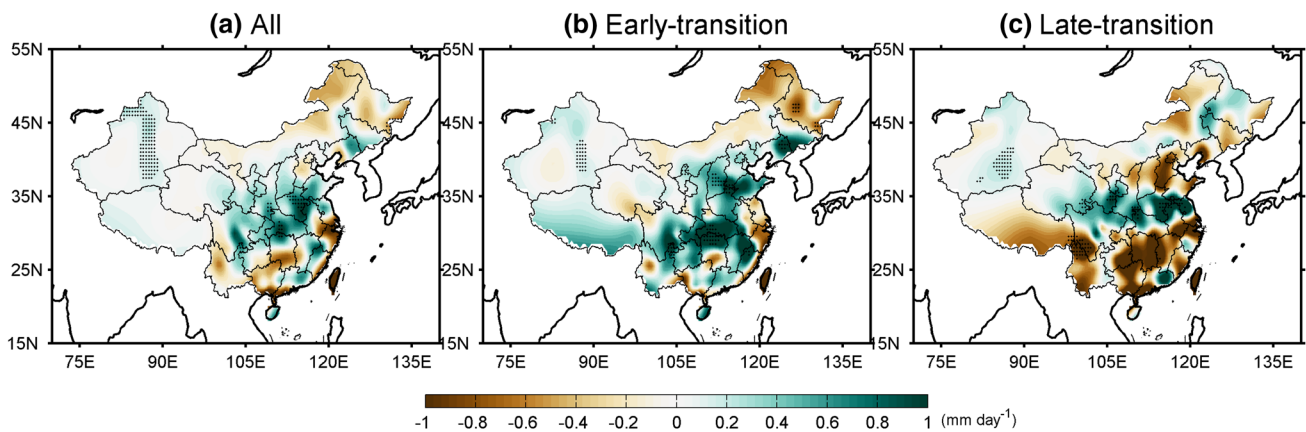 (a) All
(b) Early-transition
(c) Late-transition
55N
45N
35N
25N
15N
75E 90E 105E 120E 135E
55N
45N
35N
25N
15N
75E 90E 105E 120E 135E
55N
45N
35N
25N
15N
75E 90E 105E 120E 135E
-1 -0.8 -0.6 -0.4 -0.2 0 0.2 0.4 0.6 0.8 1 (mm day⁻¹)